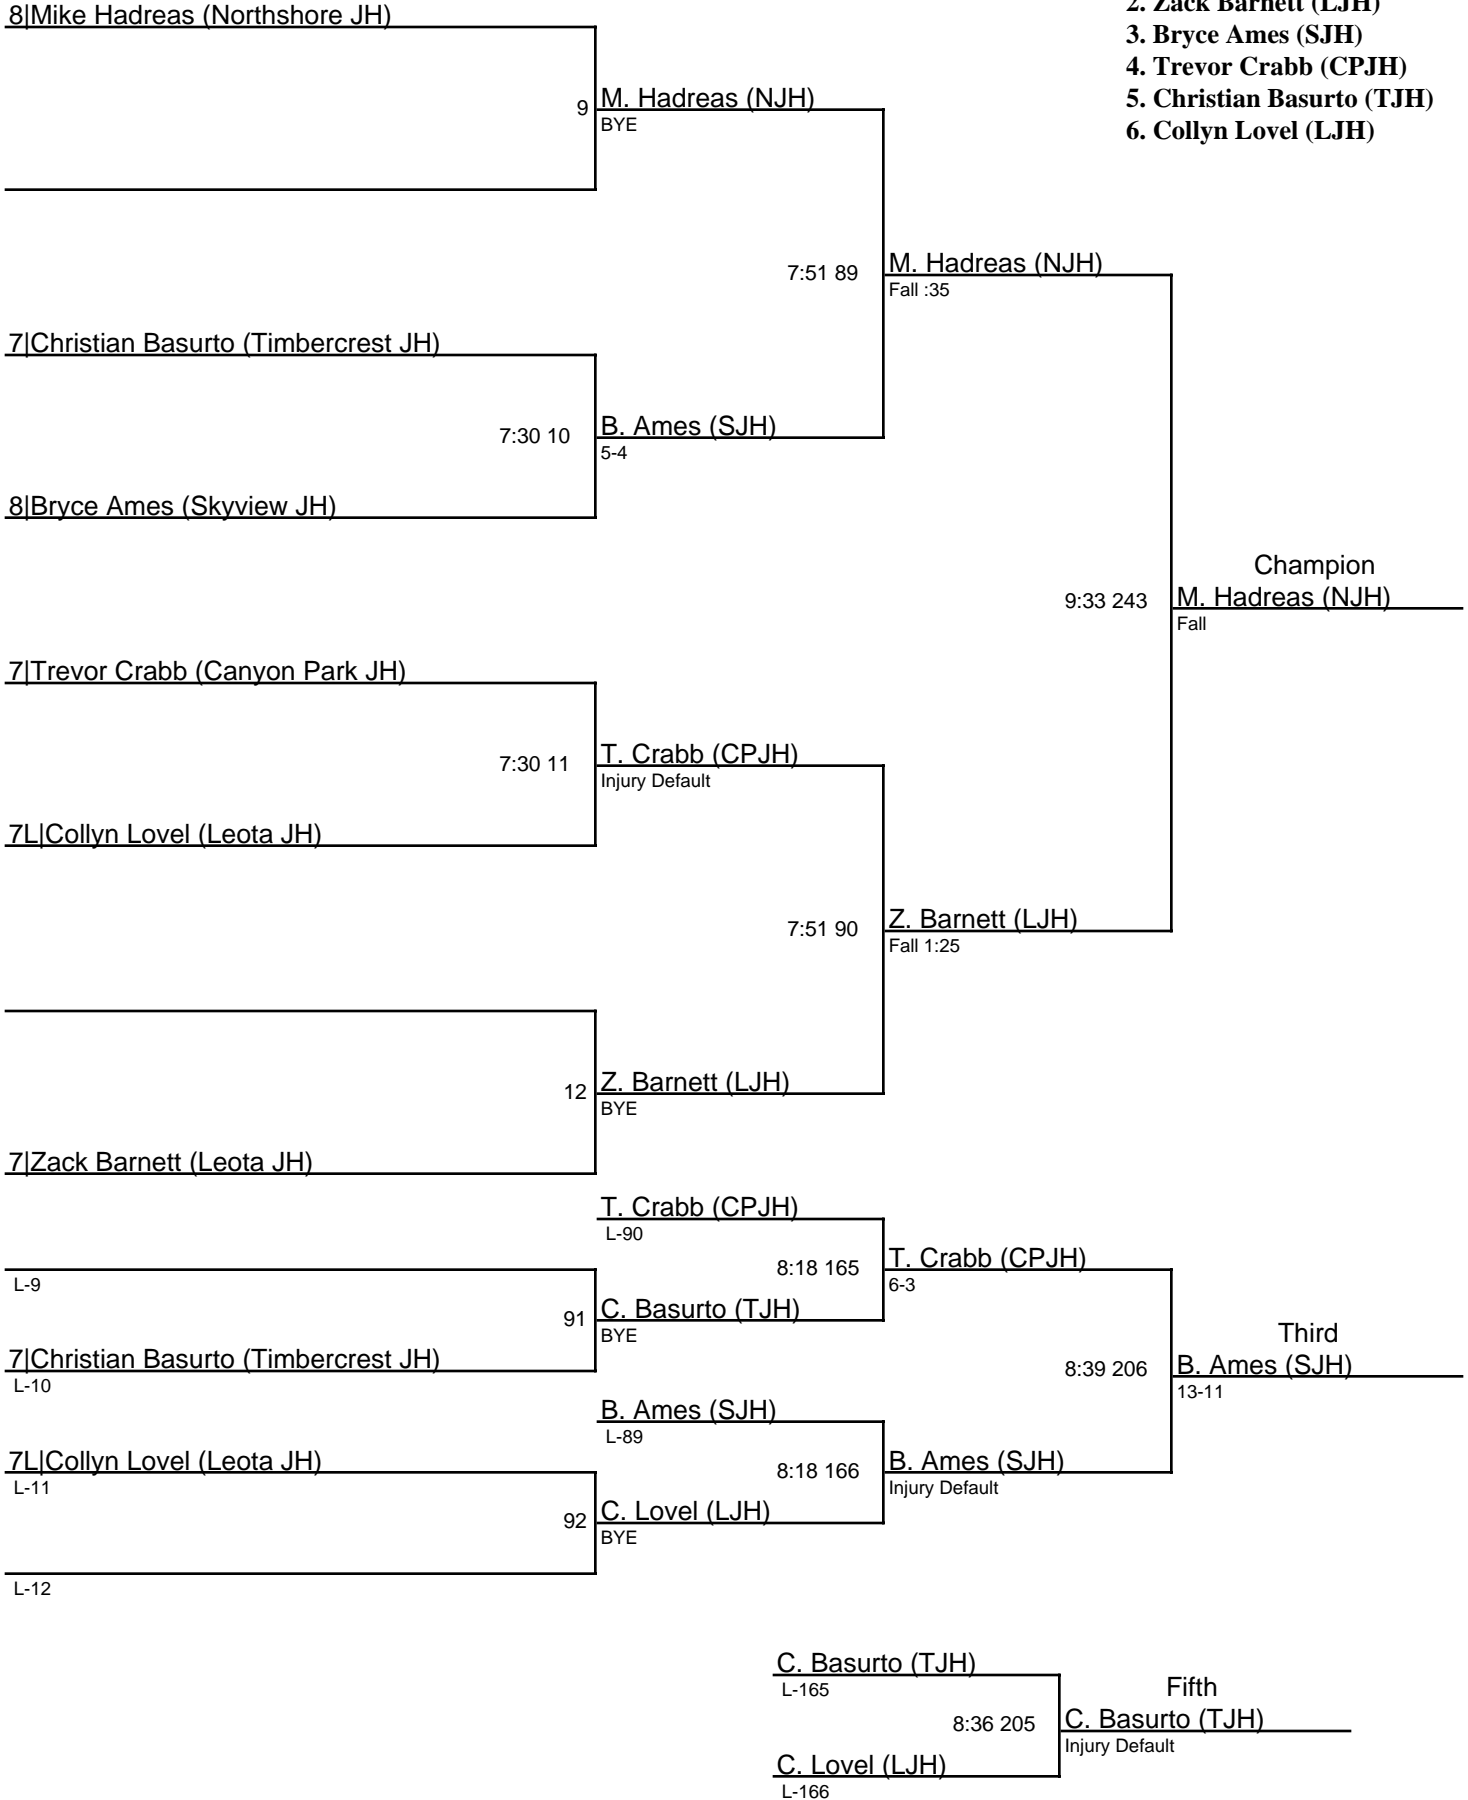 8|Mike Hadreas (Northshore JH)
2. Zack Barnett (LJH)
3. Bryce Ames (SJH)
4. Trevor Crabb (CPJH)
5. Christian Basurto (TJH)
6. Collyn Lovel (LJH)
9
M. Hadreas (NJH)
BYE
7:51 89
M. Hadreas (NJH)
Fall :35
7|Christian Basurto (Timbercrest JH)
7:30 10
B. Ames (SJH)
5-4
8|Bryce Ames (Skyview JH)
Champion
9:33 243
M. Hadreas (NJH)
Fall
7|Trevor Crabb (Canyon Park JH)
7:30 11
T. Crabb (CPJH)
Injury Default
7L|Collyn Lovel (Leota JH)
7:51 90
Z. Barnett (LJH)
Fall 1:25
12
Z. Barnett (LJH)
BYE
7|Zack Barnett (Leota JH)
T. Crabb (CPJH)
L-90
8:18 165
T. Crabb (CPJH)
6-3
L-9
91
C. Basurto (TJH)
BYE
7|Christian Basurto (Timbercrest JH)
L-10
Third
8:39 206
B. Ames (SJH)
13-11
B. Ames (SJH)
L-89
8:18 166
B. Ames (SJH)
Injury Default
7L|Collyn Lovel (Leota JH)
L-11
92
C. Lovel (LJH)
BYE
L-12
C. Basurto (TJH)
L-165
Fifth
8:36 205
C. Basurto (TJH)
Injury Default
C. Lovel (LJH)
L-166